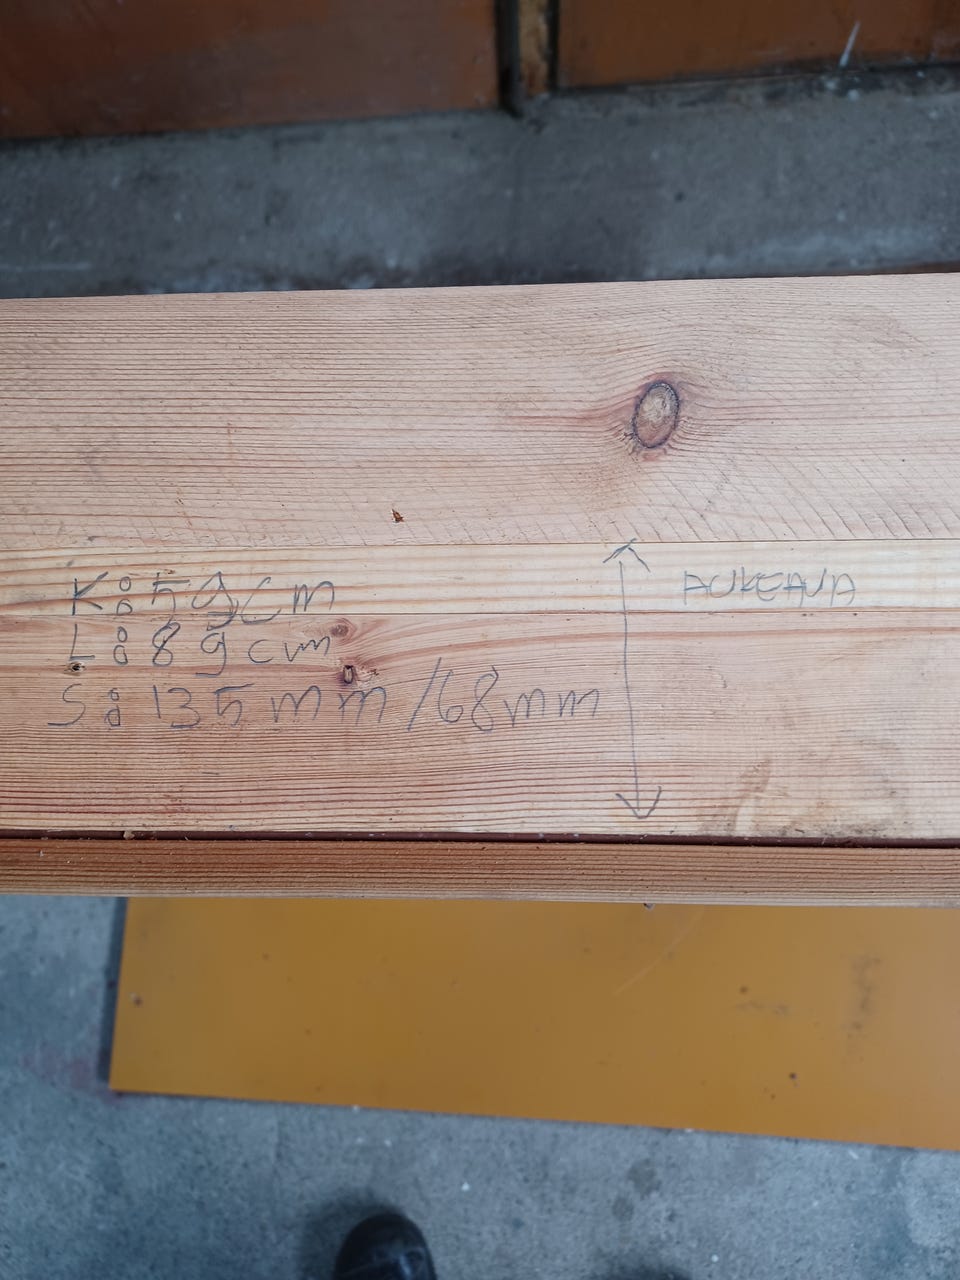 K: 59cm
L: 89cm
S: 135mm/68mm
AUKEAVA